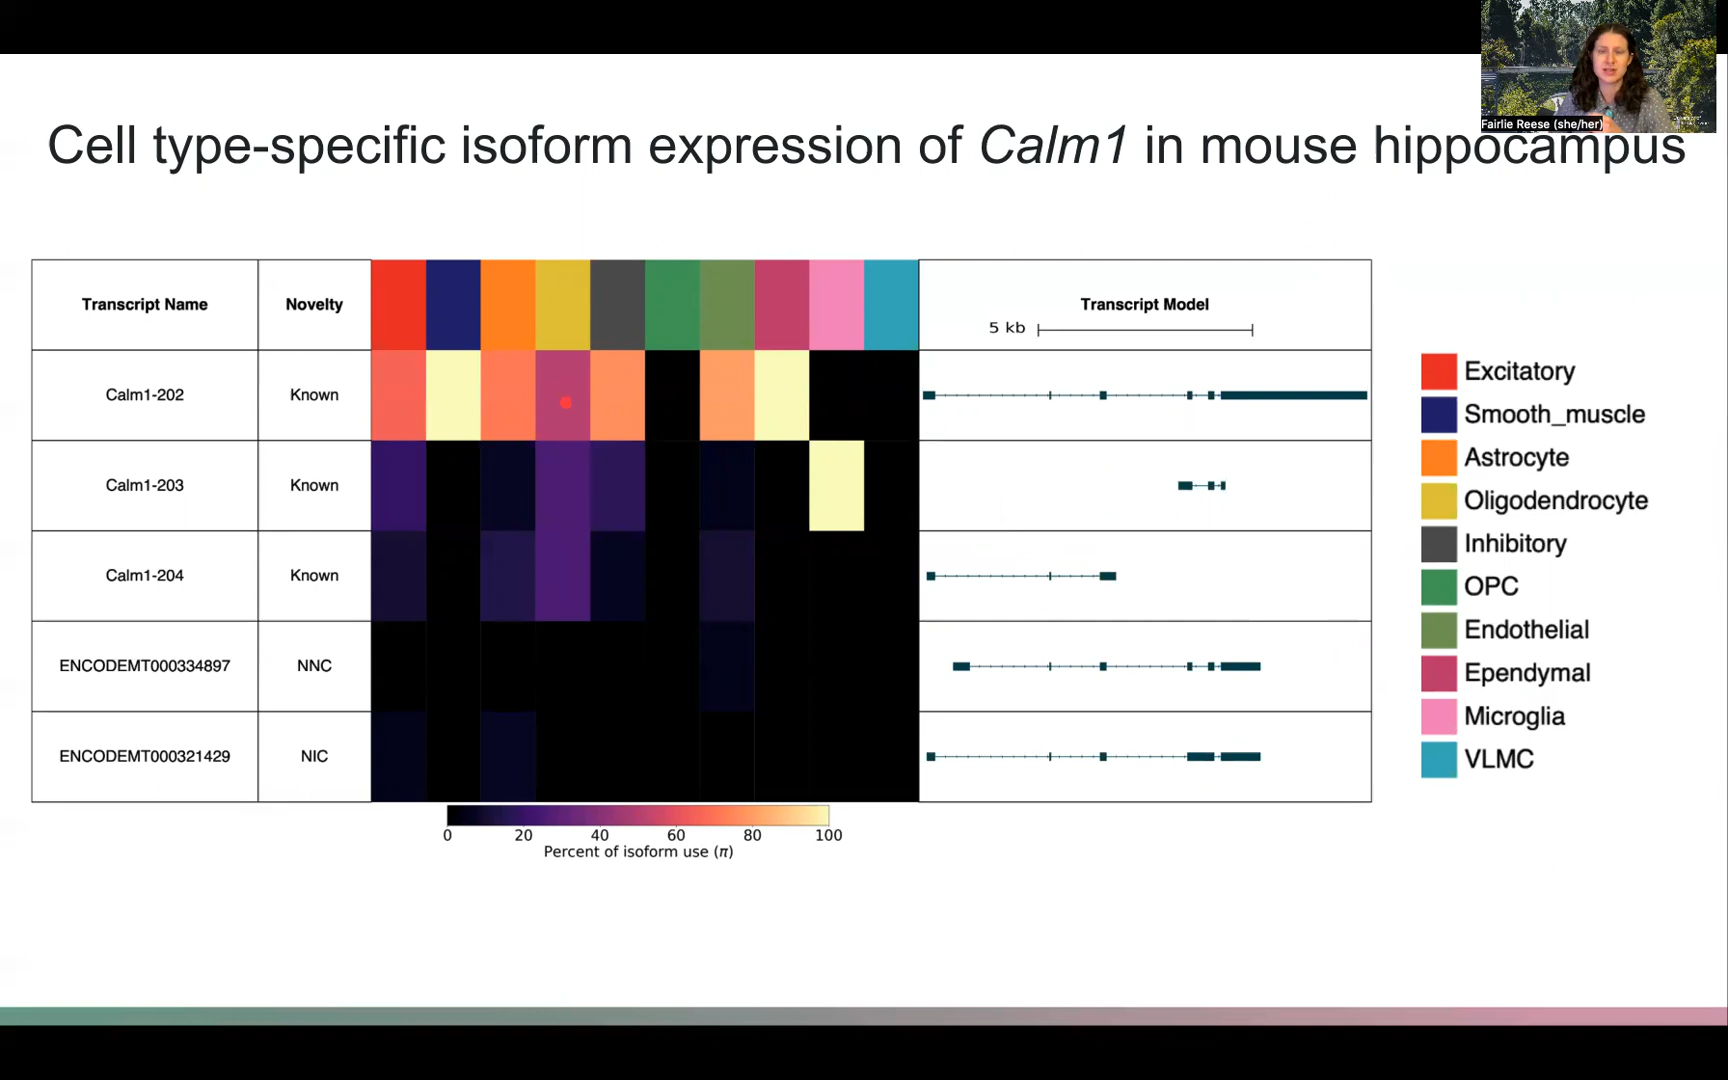 Fairlie Reese (she/her)
Cell type-specific isoform expression of Calm1 in mouse hippocampus
Transcript Name
Novelty
Transcript Model
5 kb
Calm1-202
Known
Calm1-203
Known
Calm1-204
Known
ENCODEMT000334897
NNC
ENCODEMT000321429
NIC
0 20 40 60 80 100
Percent of isoform use (π)
Excitatory
Smooth_muscle
Astrocyte
Oligodendrocyte
Inhibitory
OPC
Endothelial
Ependymal
Microglia
VLMC